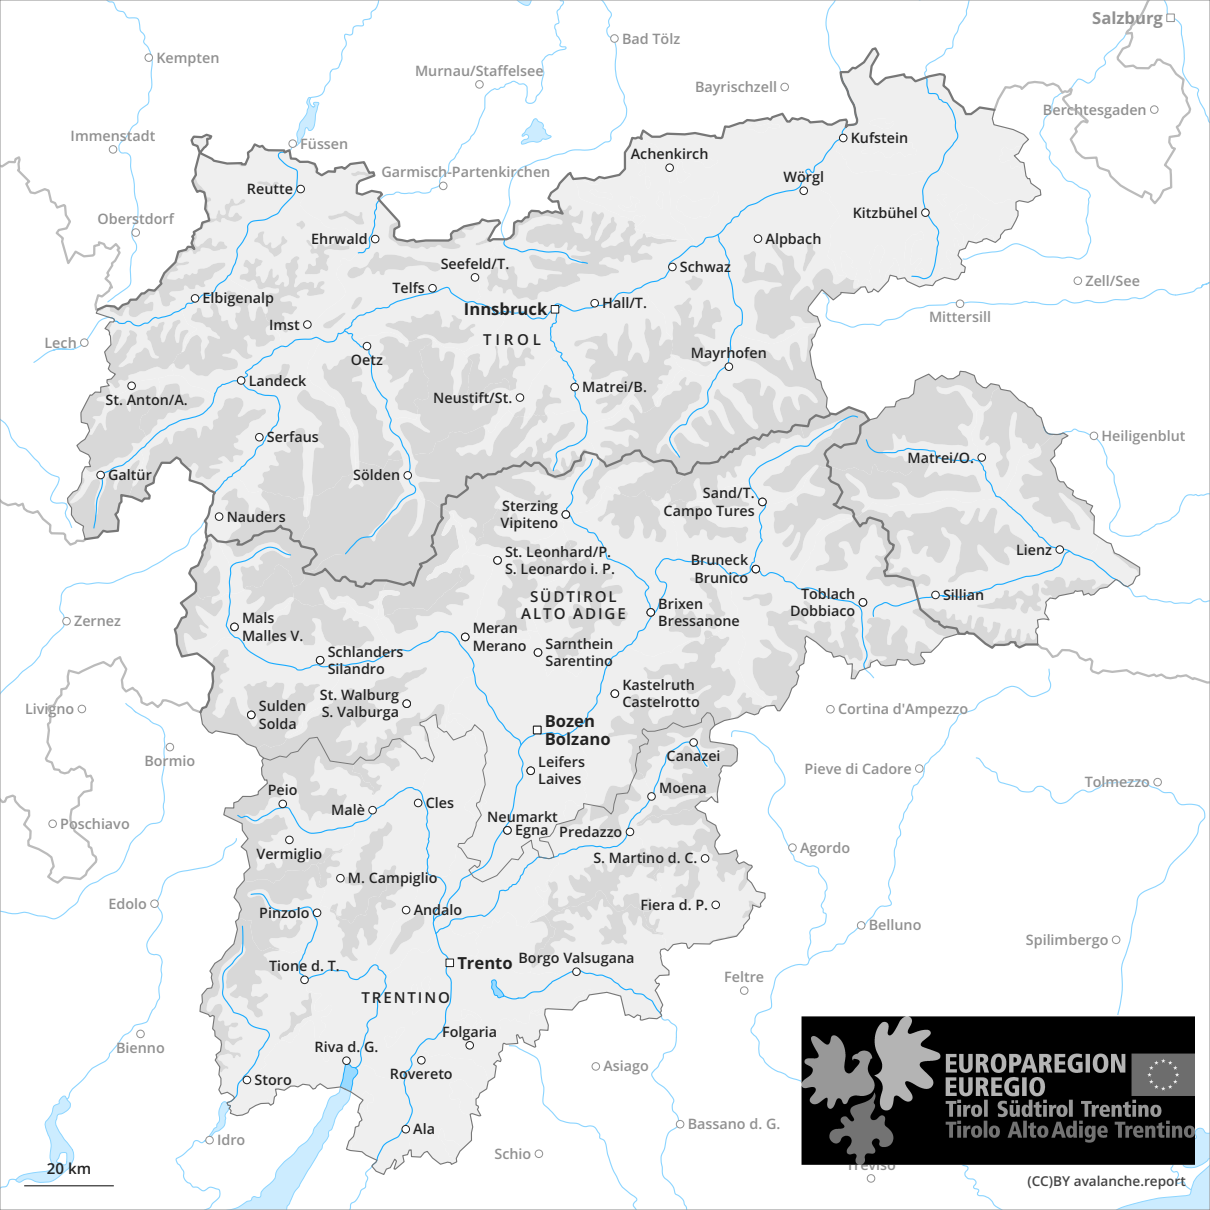 Salzburg
Bad Tölz
Kempten
Murnau/Staffelsee
Bayrischzell
Berchtesgaden
Immenstadt
Füssen
Kufstein
Achenkirch
Garmisch-Partenkirchen
Wörgl
Reutte
Oberstdorf
Kitzbühel
Ehrwald
Alpbach
Seefeld/T.
Schwaz
Zell/See
Telfs
Elbigenalp
Hall/T.
Innsbruck
Mittersill
Imst
TIROL
Lech
Mayrhofen
Oetz
Landeck
Matrei/B.
St. Anton/A.
Neustift/St.
Serfaus
Heiligenblut
Matrei/O.
Galtür
Sölden
Sand/T.
Campo Tures
Sterzing
Vipiteno
Nauders
Lienz
St. Leonhard/P.
S. Leonardo i. P.
Bruneck
Brunico
SÜDTIROL
ALTO ADIGE
Toblach
Dobbiaco
Sillian
Brixen
Bressanone
Zernez
Mals
Malles V.
Meran
Merano
Sarnthein
Sarentino
Schlanders
Silandro
Kastelruth
Castelrotto
St. Walburg
S. Valburga
Livigno
Sulden
Solda
Cortina d'Ampezzo
Bozen
Bolzano
Bormio
Canazei
Leifers
Laives
Pieve di Cadore
Tolmezzo
Peio
Moena
Malè
Cles
Neumarkt
Egna
Predazzo
Poschiavo
Vermiglio
Agordo
S. Martino d. C.
M. Campiglio
Edolo
Pinzolo
Andalo
Fiera d. P.
Belluno
Spilimbergo
Tione d. T.
Trento
Borgo Valsugana
Feltre
TRENTINO
Folgaria
Bienno
Riva d. G.
Rovereto
Asiago
Storo
EUROPAREGION
EUREGIO
Tirol Südtirol Trentino
Tirolo Alto Adige Trentino
Bassano d. G.
Ala
Idro
Schio
Treviso
20 km
(CC)BY avalanche.report